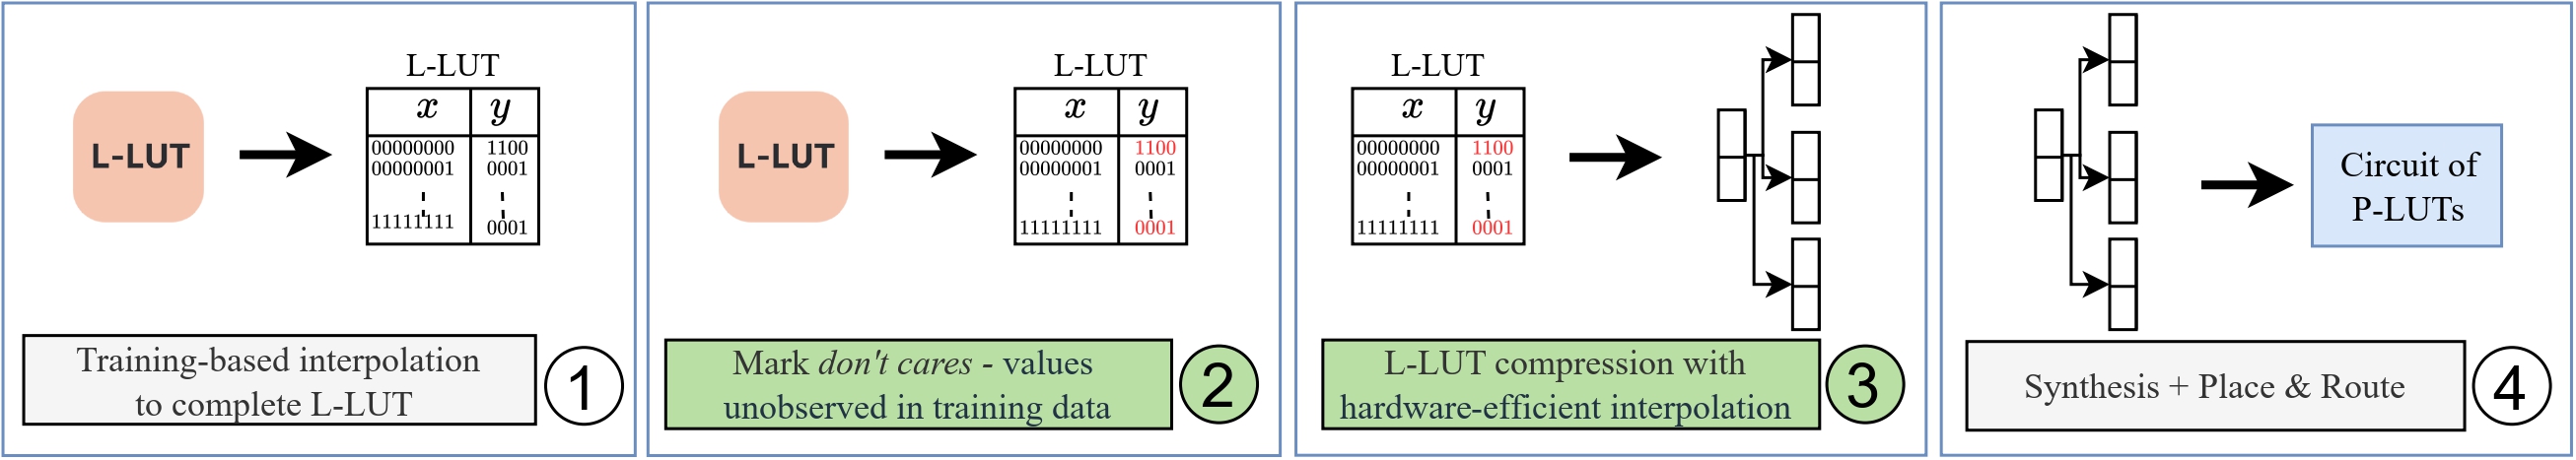 L-LUT
L-LUT
x y
00000000 1100
00000001 0001
11111111 0001
Training-based interpolation
to complete L-LUT
1
L-LUT
L-LUT
x y
00000000 1100
00000001 0001
11111111 0001
Mark don't cares - values
unobserved in training data
2
L-LUT
x y
00000000 1100
00000001 0001
11111111 0001
L-LUT compression with
hardware-efficient interpolation
3
Circuit of
P-LUTs
Synthesis + Place & Route
4